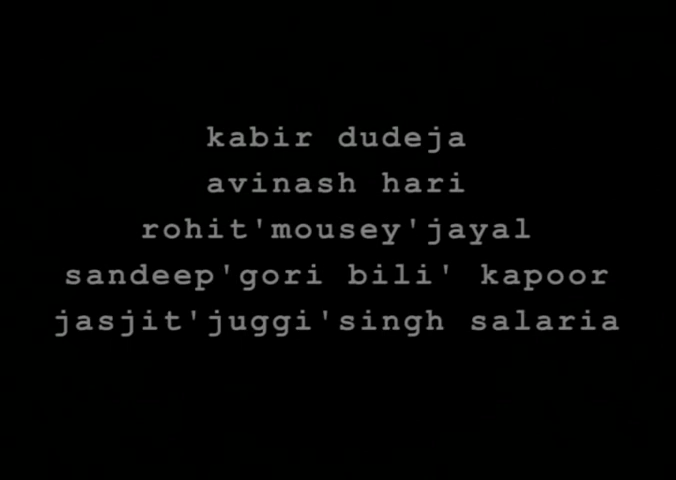 kabir dudeja
avinash hari
rohit'mousey'jayal
sandeep'gori bili' kapoor
jasjit'juggi'singh salaria